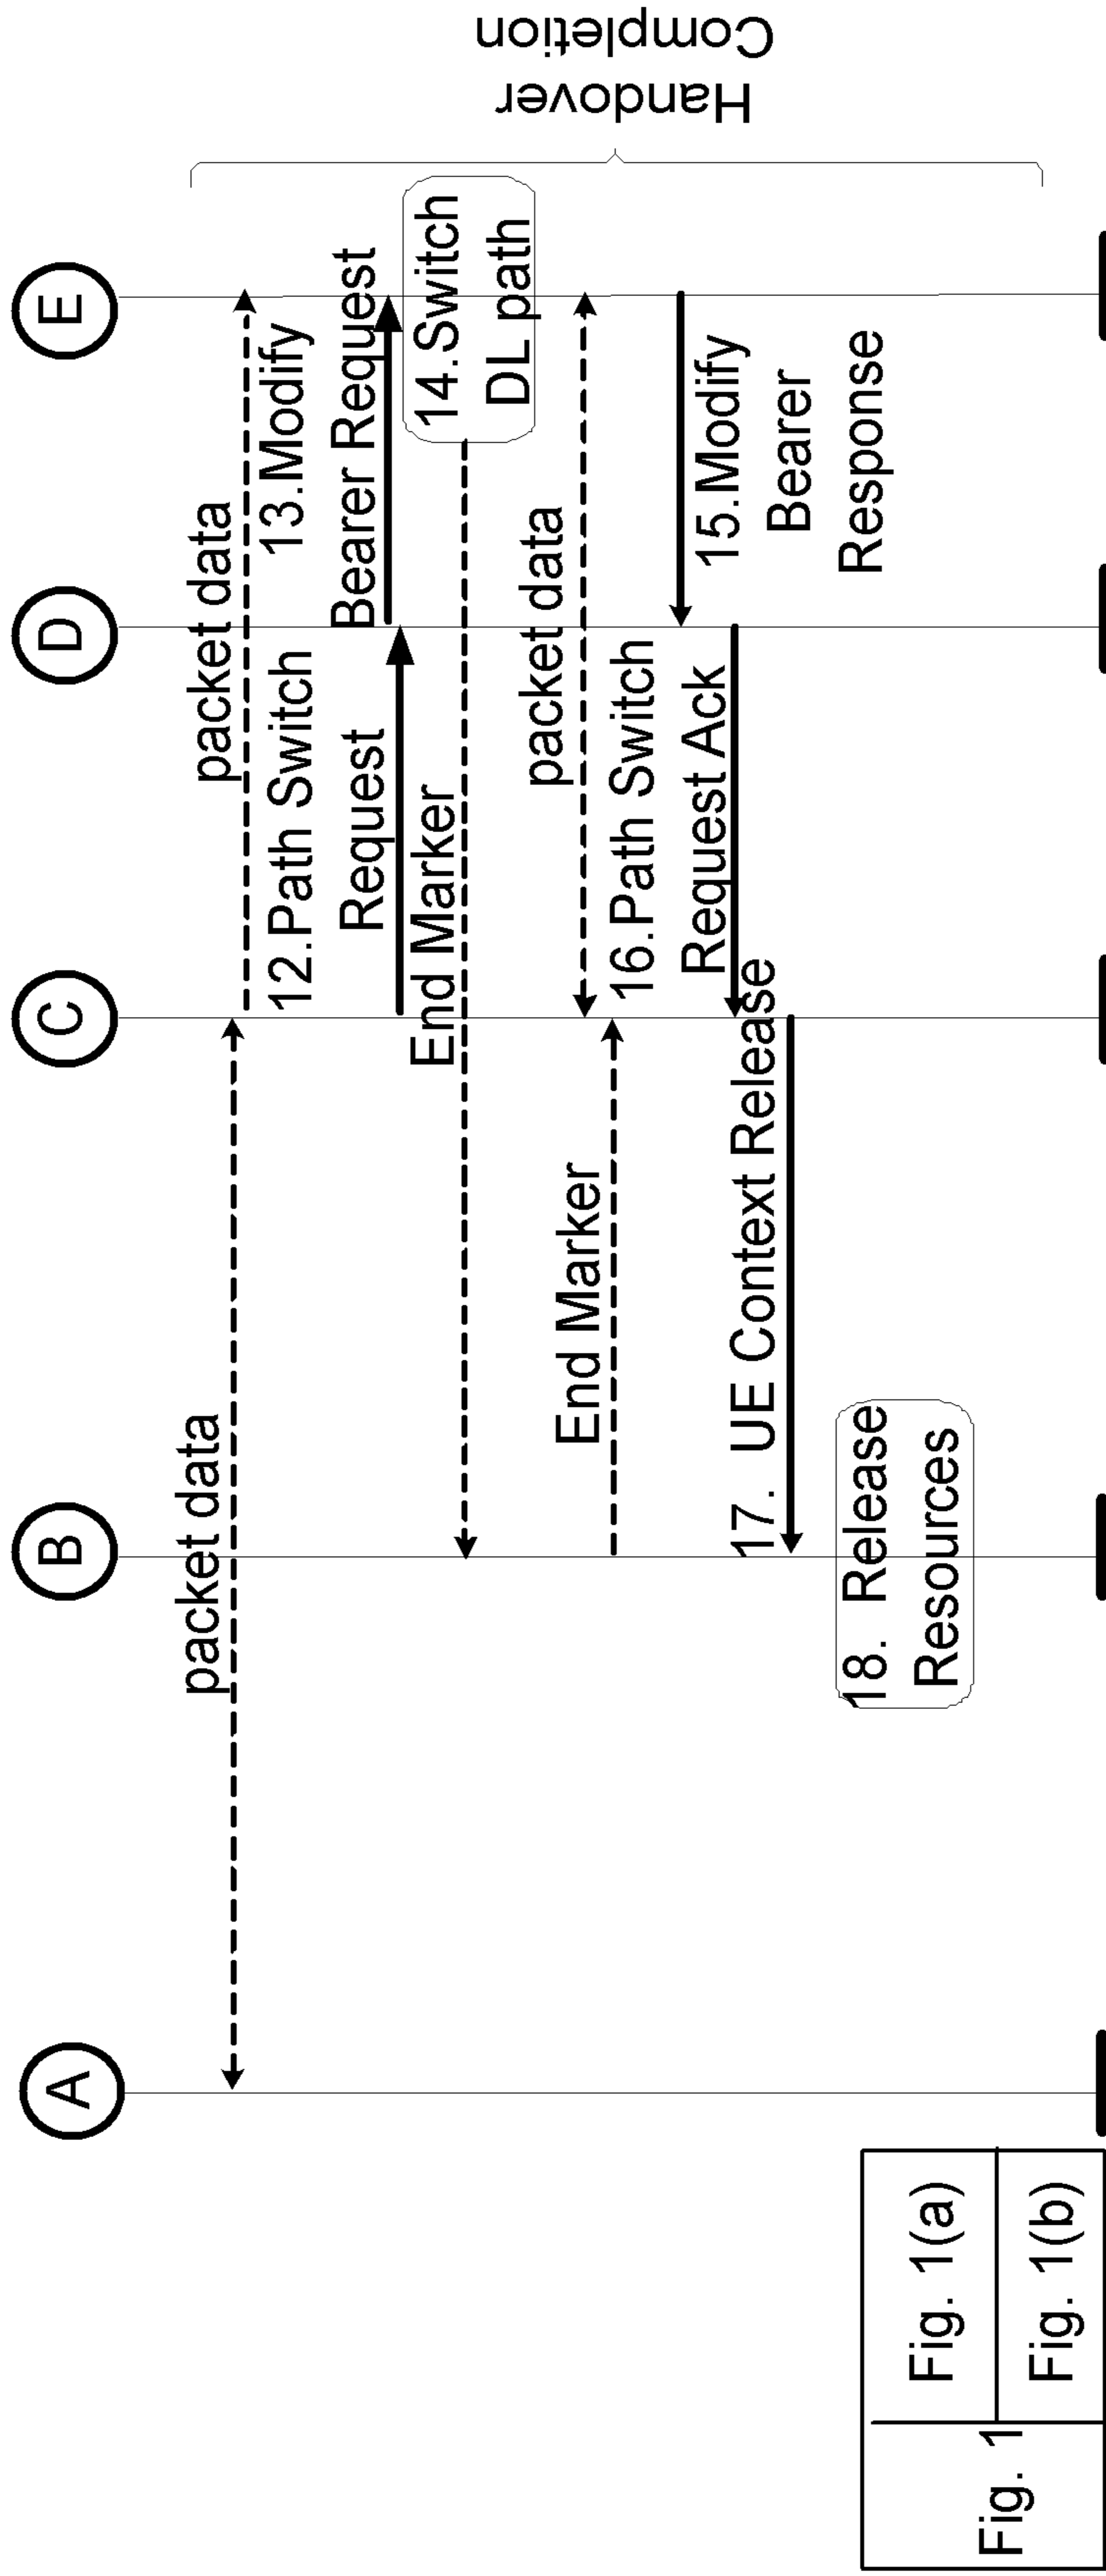 A
B
C
D
E
packet data
packet data
12.Path Switch
Request
13.Modify
Bearer Request
14.Switch
DL path
End Marker
packet data
End Marker
15.Modify
Bearer
Response
16.Path Switch
Request Ack
17. UE Context Release
18. Release
Resources
Handover
Completion
Fig. 1
Fig. 1(a)
Fig. 1(b)